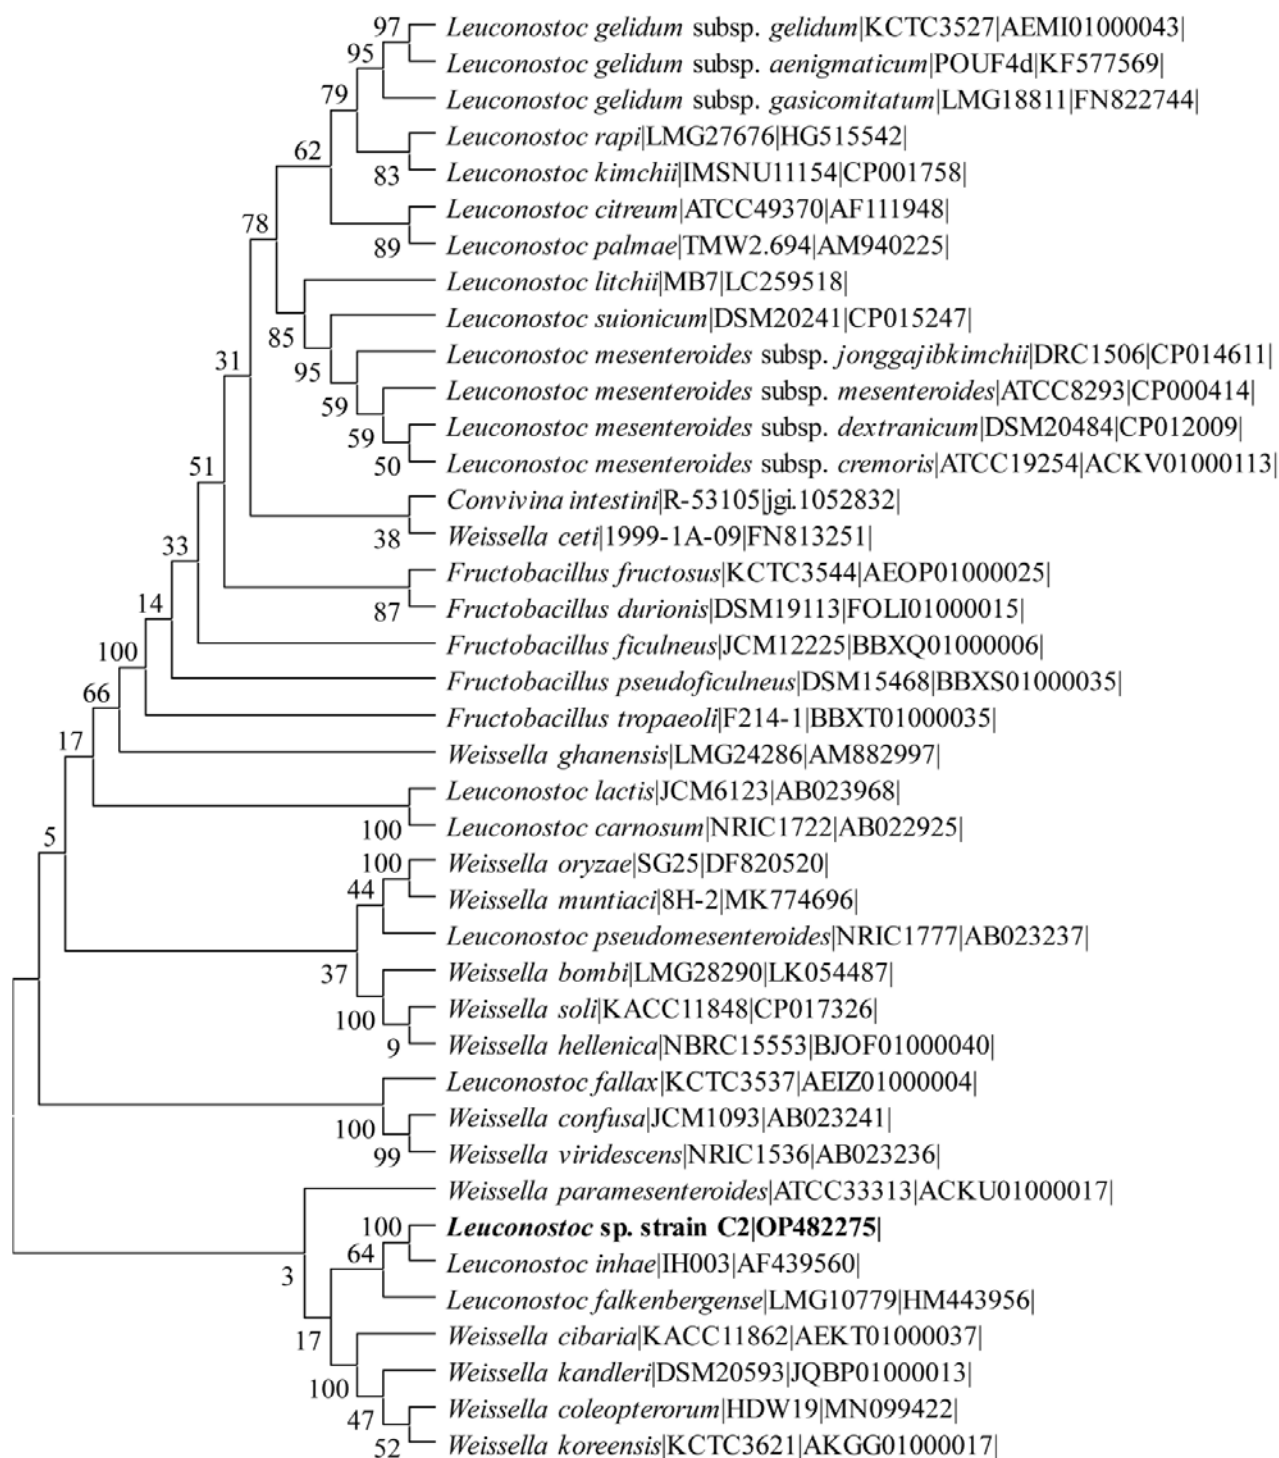 97
Leuconostoc gelidum subsp. gelidum|KCTC3527|AEMI01000043|
95
Leuconostoc gelidum subsp. aenigmaticum|POUF4d|KF577569|
79
Leuconostoc gelidum subsp. gasicomitatum|LMG18811|FN822744|
Leuconostoc rapi|LMG27676|HG515542|
62
83
Leuconostoc kimchii|IMSNU11154|CP001758|
Leuconostoc citreum|ATCC49370|AF111948|
78
89
Leuconostoc palmae|TMW2.694|AM940225|
Leuconostoc litchii|MB7|LC259518|
Leuconostoc suionicum|DSM20241|CP015247|
85
Leuconostoc mesenteroides subsp. jonggajibkimchii|DRC1506|CP014611|
31
95
Leuconostoc mesenteroides subsp. mesenteroides|ATCC8293|CP000414|
59
Leuconostoc mesenteroides subsp. dextranicum|DSM20484|CP012009|
59
Leuconostoc mesenteroides subsp. cremoris|ATCC19254|ACKV01000113|
51
50
Convivina intestini|R-53105|jgi.1052832|
Weissella ceti|1999-1A-09|FN813251|
33
38
Fructobacillus fructosus|KCTC3544|AEOP01000025|
14
87
Fructobacillus durionis|DSM19113|FOLI01000015|
100
Fructobacillus ficulneus|JCM12225|BBXQ01000006|
66
Fructobacillus pseudoficulneus|DSM15468|BBXS01000035|
Fructobacillus tropaeoli|F214-1|BBXT01000035|
17
Weissella ghanensis|LMG24286|AM882997|
Leuconostoc lactis|JCM6123|AB023968|
5
100
Leuconostoc carnosum|NRIC1722|AB022925|
100
Weissella oryzae|SG25|DF820520|
44
Weissella muntiaci|8H-2|MK774696|
Leuconostoc pseudomesenteroides|NRIC1777|AB023237|
37
Weissella bombi|LMG28290|LK054487|
100
Weissella soli|KACC11848|CP017326|
9
Weissella hellenica|NBRC15553|BJOF01000040|
Leuconostoc fallax|KCTC3537|AEIZ01000004|
100
Weissella confusa|JCM1093|AB023241|
99
Weissella viridescens|NRIC1536|AB023236|
Weissella paramesenteroides|ATCC33313|ACKU01000017|
100
Leuconostoc sp. strain C2|OP482275|
64
Leuconostoc inhae|IH003|AF439560|
3
Leuconostoc falkenbergense|LMG10779|HM443956|
17
Weissella cibaria|KACC11862|AEKT01000037|
100
Weissella kandleri|DSM20593|JQBP01000013|
47
Weissella coleopterorum|HDW19|MN099422|
52
Weissella koreensis|KCTC3621|AKGG01000017|